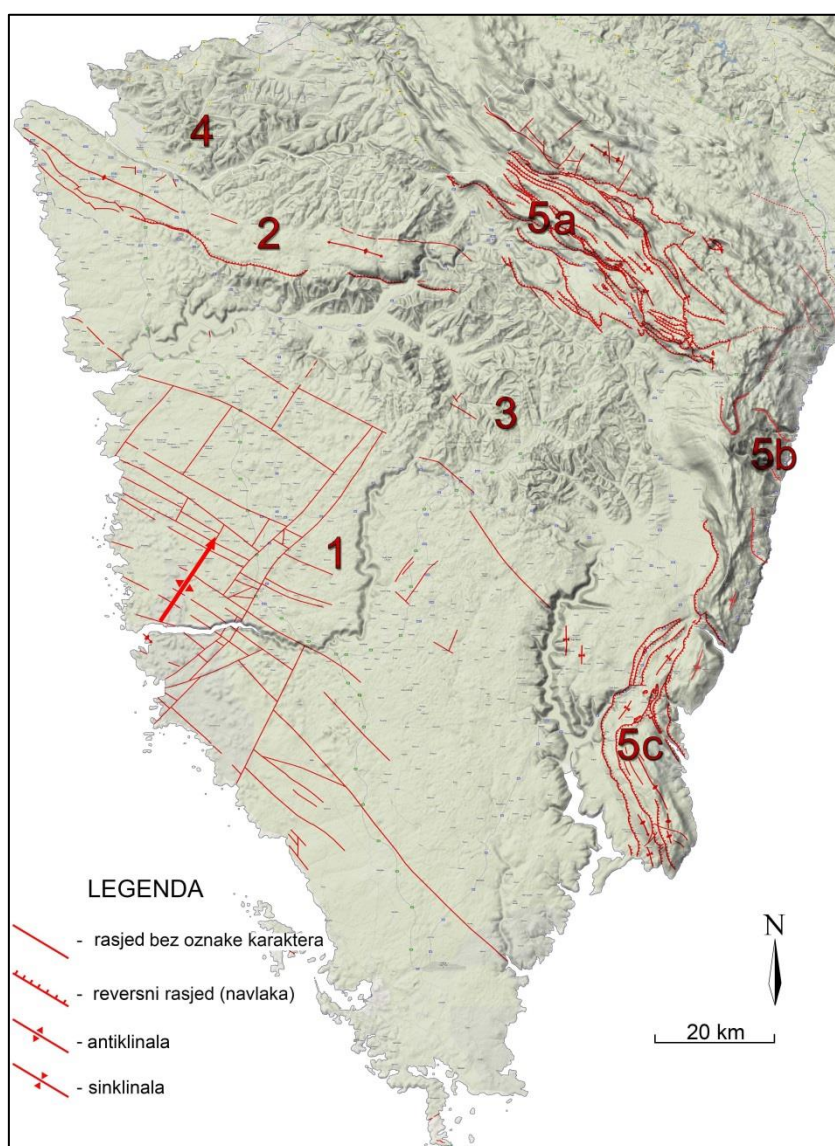 4
2
5a
3
5b
1
5c
LEGENDA
- rasjed bez oznake karaktera
- reversni rasjed (navlaka)
- antiklinala
- sinklinala
N
20 km